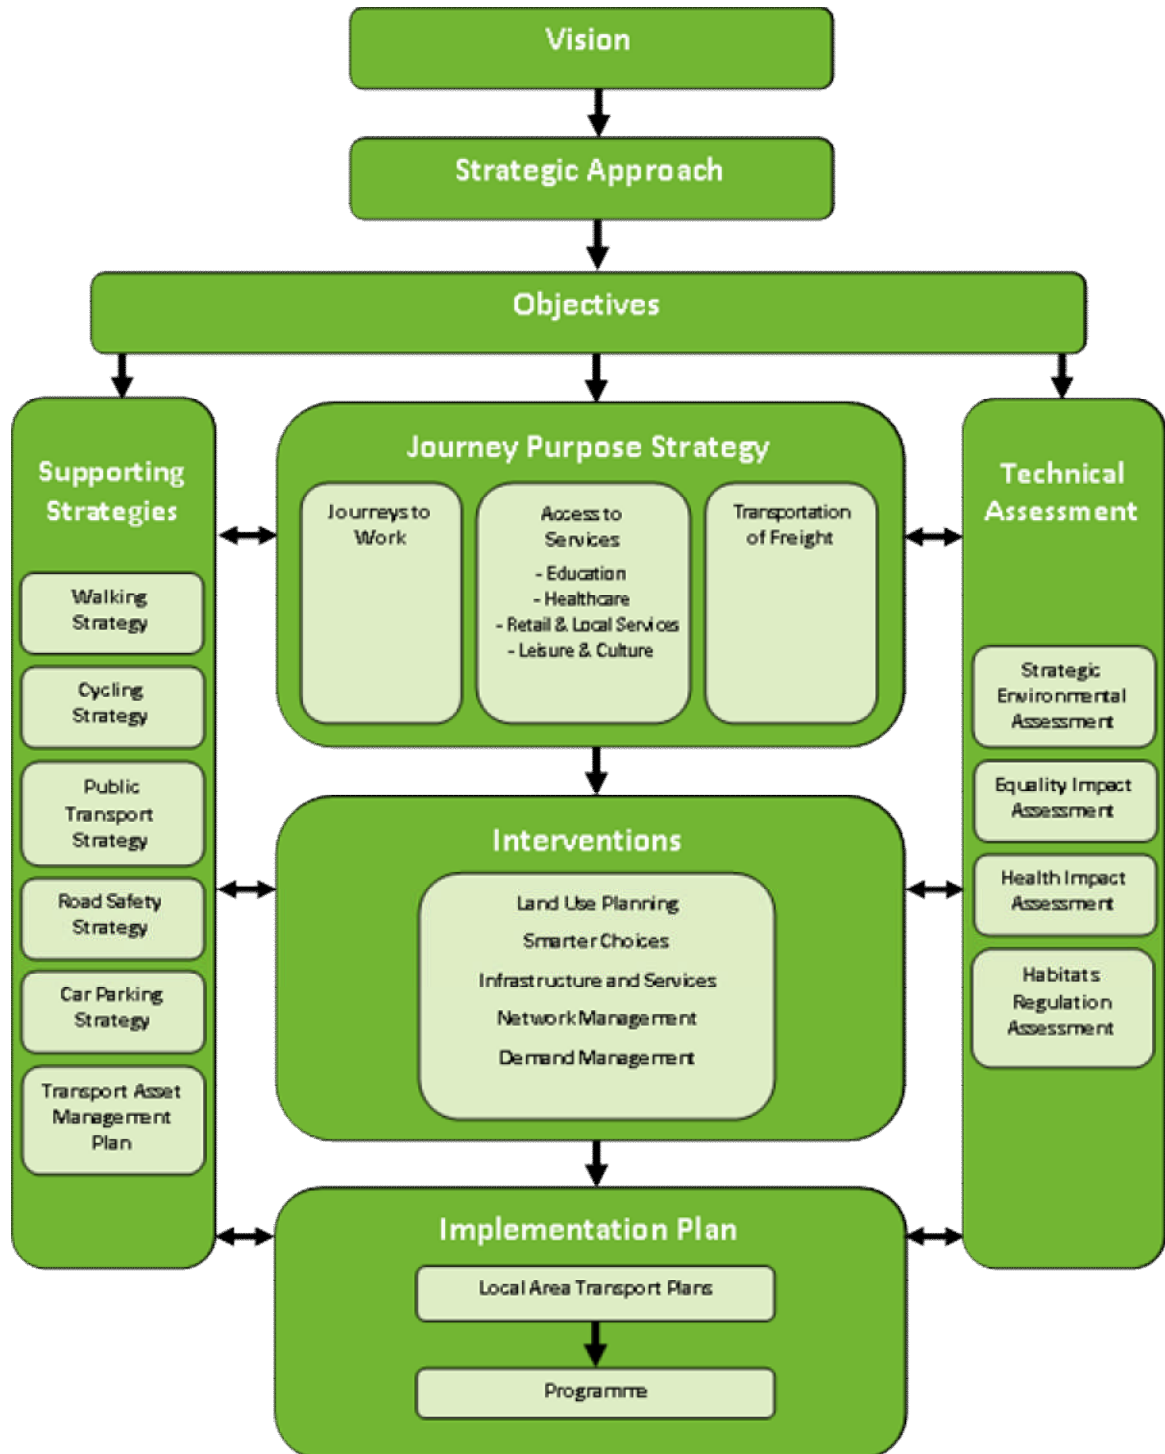 Vision
Strategic Approach
Objectives
Supporting
Strategies
Walking
Strategy
Cycling
Strategy
Public
Transport
Strategy
Road Safety
Strategy
Car Parking
Strategy
Transport Asset
Management
Plan
Journey Purpose Strategy
Journeys to
Work
Access to
Services
- Education
- Healthcare
- Retail & Local Services
- Leisure & Culture
Transportation
of Freight
Interventions
Land Use Planning
Smarter Choices
Infrastructure and Services
Network Management
Demand Management
Implementation Plan
Local Area Transport Plans
Programme
Technical
Assessment
Strategic
Environmental
Assessment
Equality Impact
Assessment
Health Impact
Assessment
Habitats
Regulation
Assessment